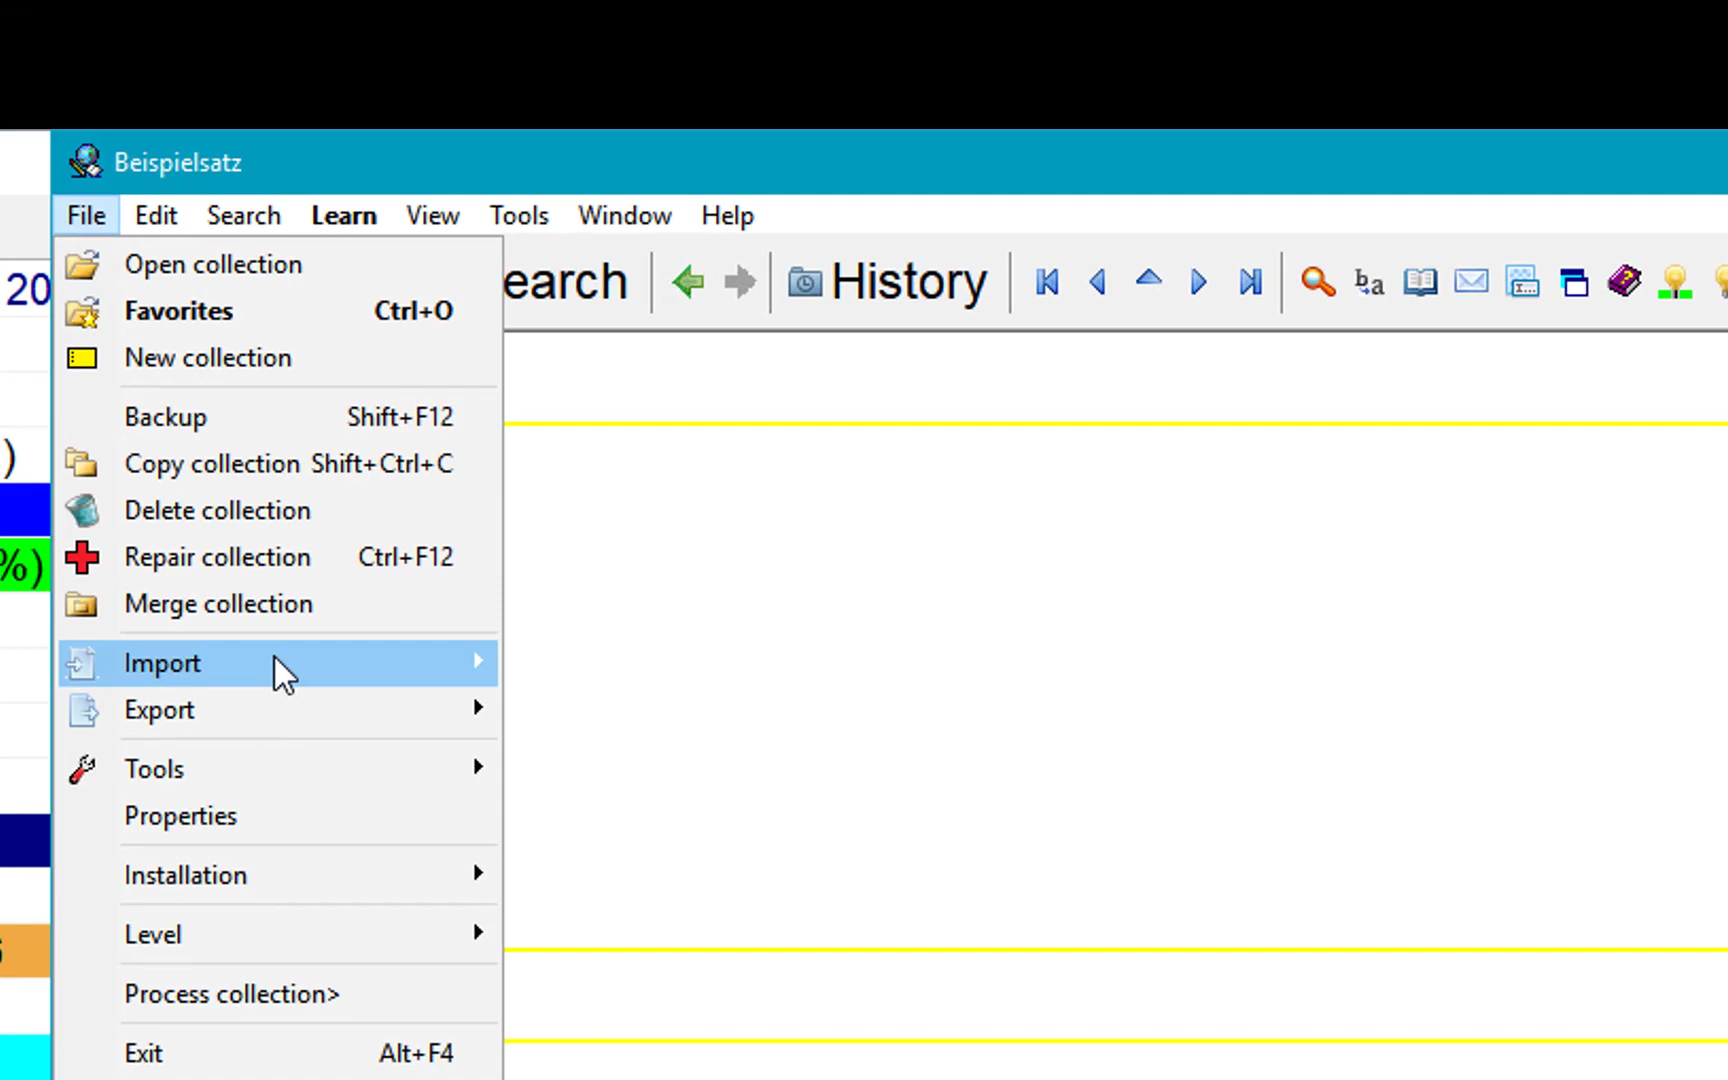 Beispielsatz
File Edit Search Learn View Tools Window Help
20
earch History
Open collection
Favorites Ctrl+O
New collection
Backup Shift+F12
Copy collection Shift+Ctrl+C
)
Delete collection
Repair collection Ctrl+F12
%)
Merge collection
Import
Export
Tools
Properties
Installation
Level
Process collection>
Exit Alt+F4